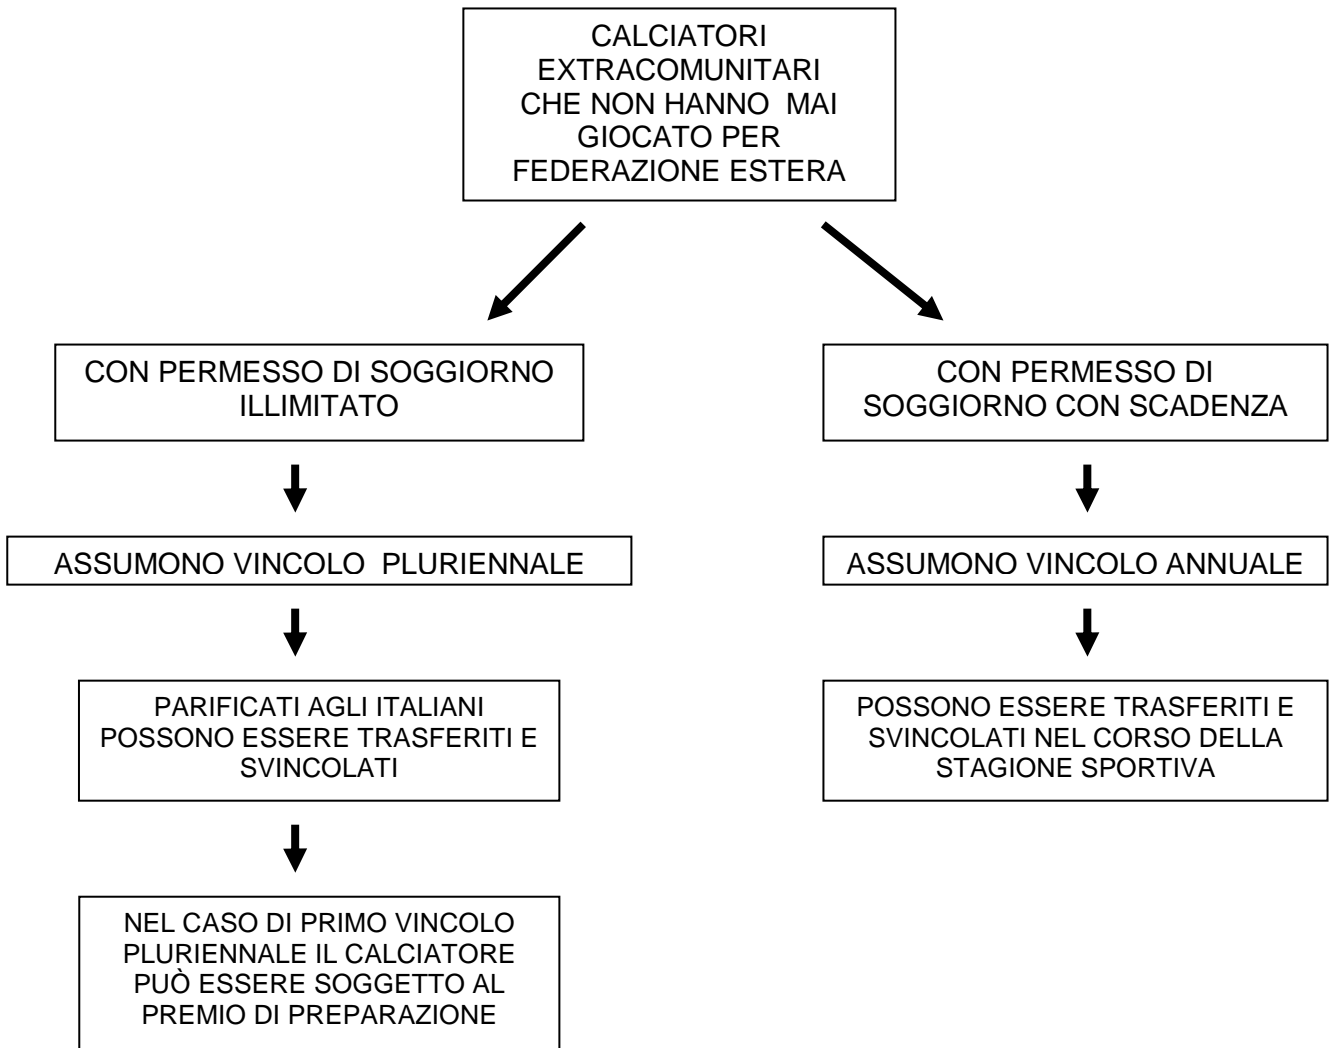 CALCIATORI
EXTRACOMUNITARI
CHE NON HANNO MAI
GIOCATO PER
FEDERAZIONE ESTERA
CON PERMESSO DI SOGGIORNO
ILLIMITATO
CON PERMESSO DI
SOGGIORNO CON SCADENZA
ASSUMONO VINCOLO PLURIENNALE
ASSUMONO VINCOLO ANNUALE
PARIFICATI AGLI ITALIANI
POSSONO ESSERE TRASFERITI E
SVINCOLATI
POSSONO ESSERE TRASFERITI E
SVINCOLATI NEL CORSO DELLA
STAGIONE SPORTIVA
NEL CASO DI PRIMO VINCOLO
PLURIENNALE IL CALCIATORE
PUÒ ESSERE SOGGETTO AL
PREMIO DI PREPARAZIONE